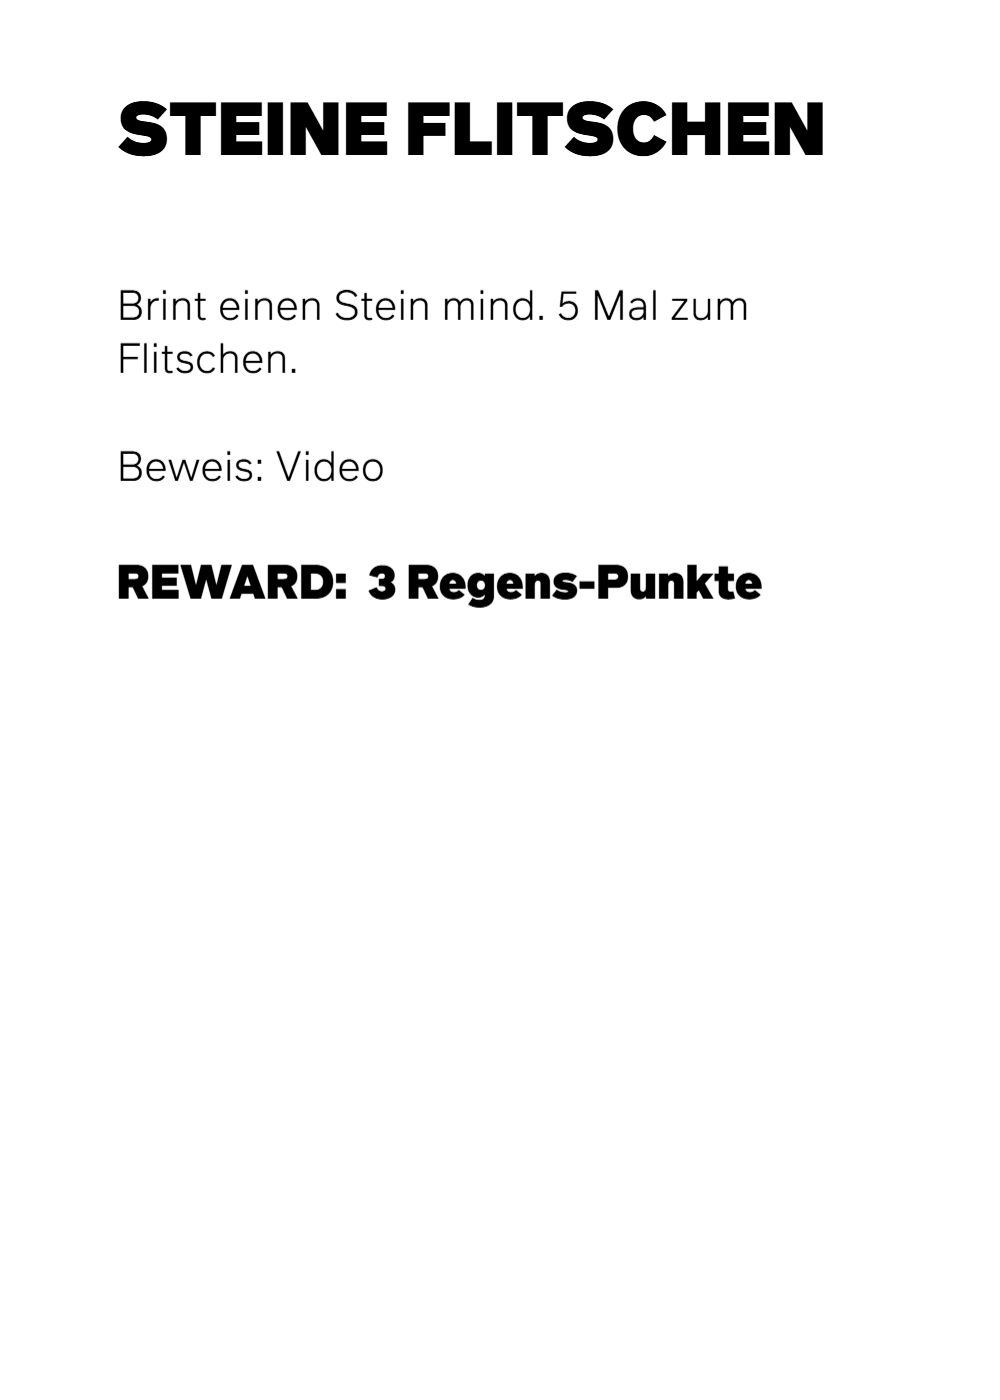 STEINE FLITSCHEN
Brint einen Stein mind. 5 Mal zum
Flitschen.
Beweis: Video
REWARD: 3 Regens-Punkte